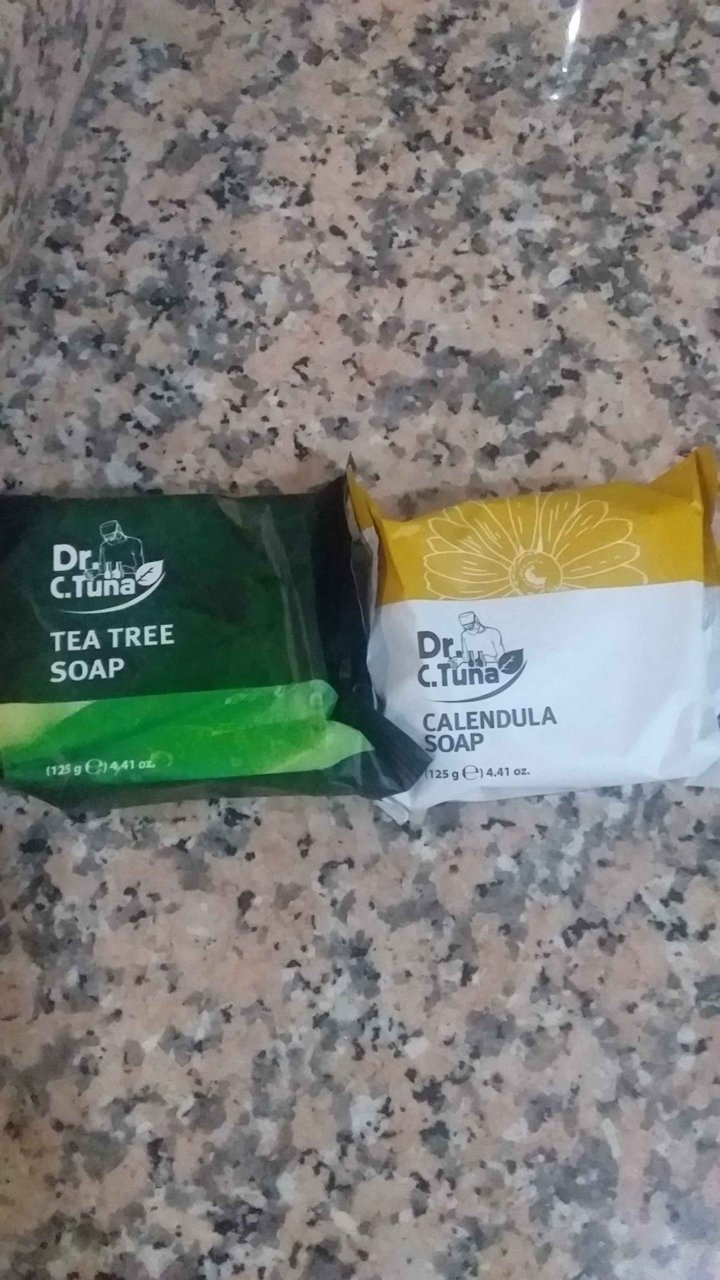 Dr.
C.Tuna
TEA TREE
SOAP
(125 g ℮) 4.41 oz.
Dr.
C.Tuna
CALENDULA
SOAP
(125 g ℮) 4.41 oz.